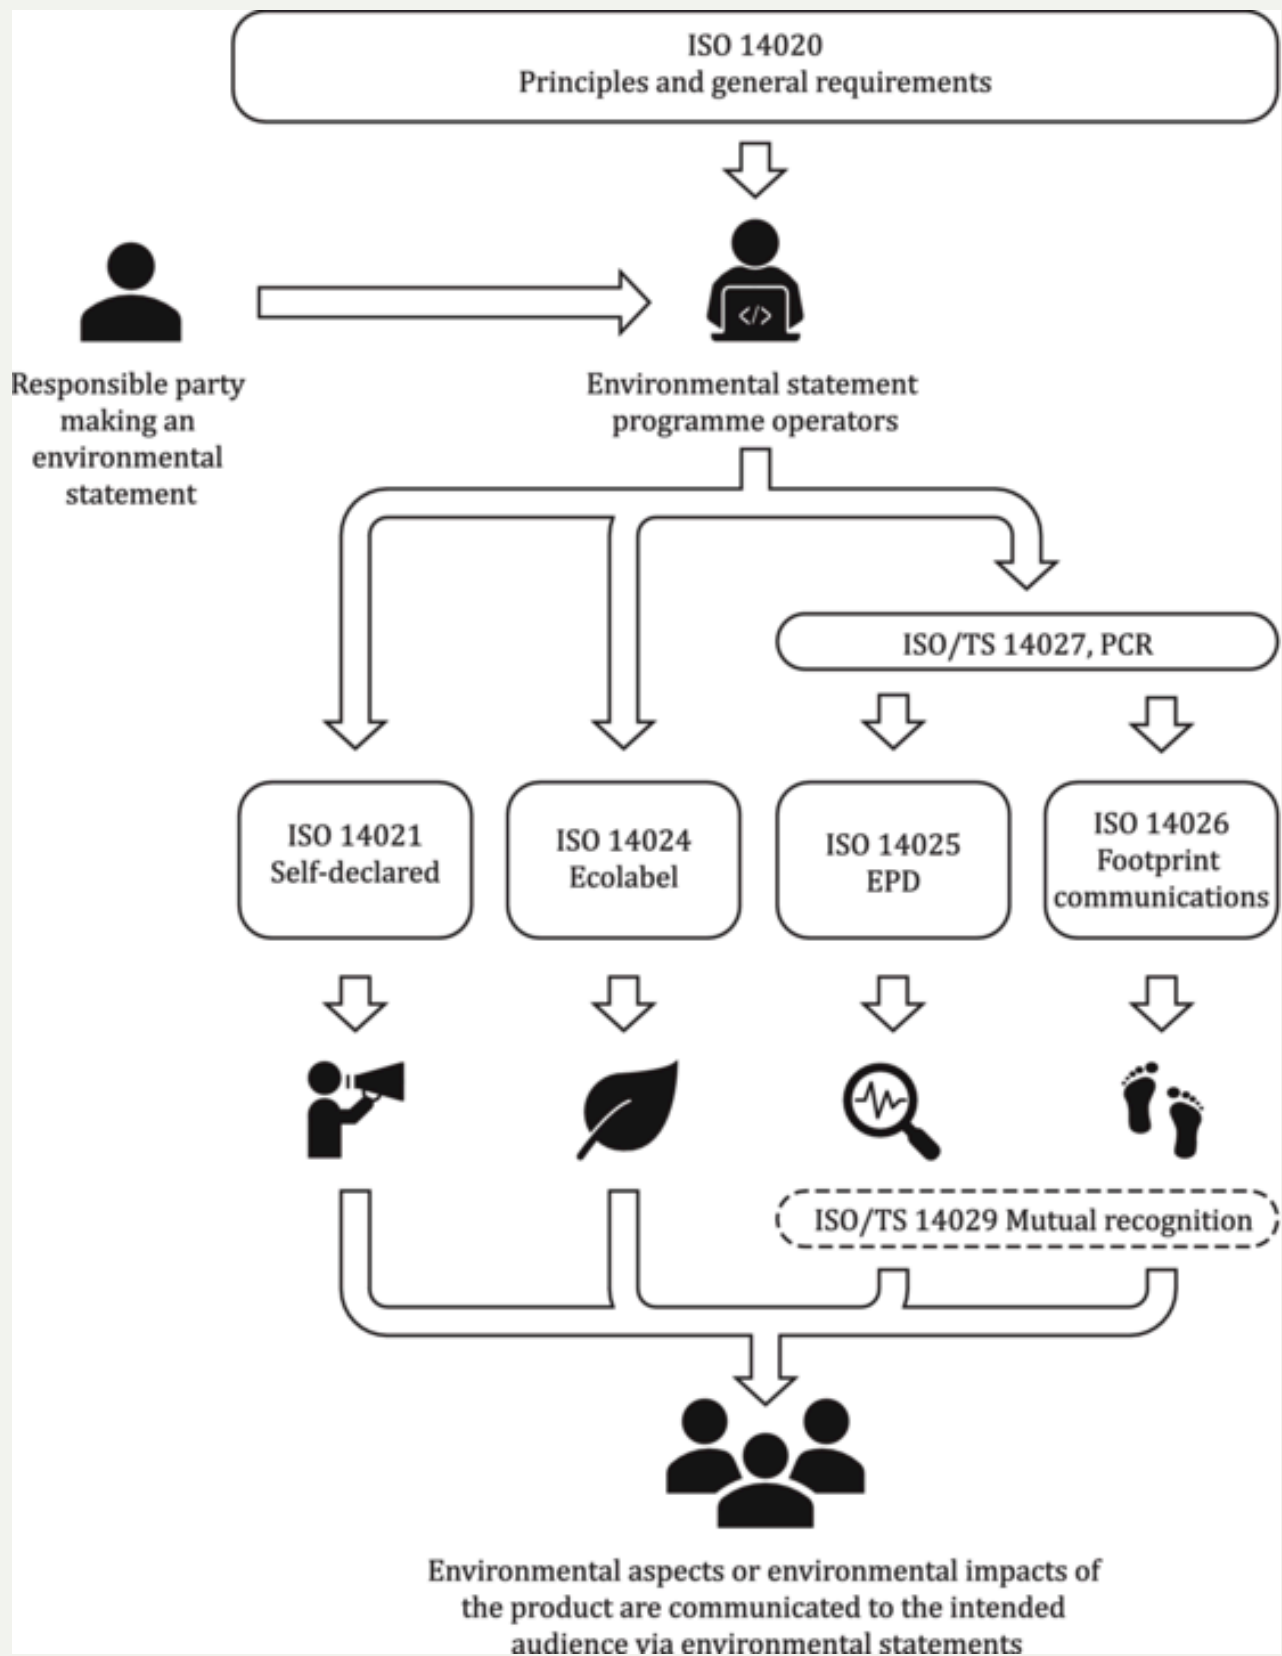 ISO 14020
Principles and general requirements
</>
Responsible party
making an
environmental
statement
Environmental statement
programme operators
ISO/TS 14027, PCR
ISO 14021
Self-declared
ISO 14024
Ecolabel
ISO 14025
EPD
ISO 14026
Footprint
communications
ISO/TS 14029 Mutual recognition
Environmental aspects or environmental impacts of
the product are communicated to the intended
audience via environmental statements